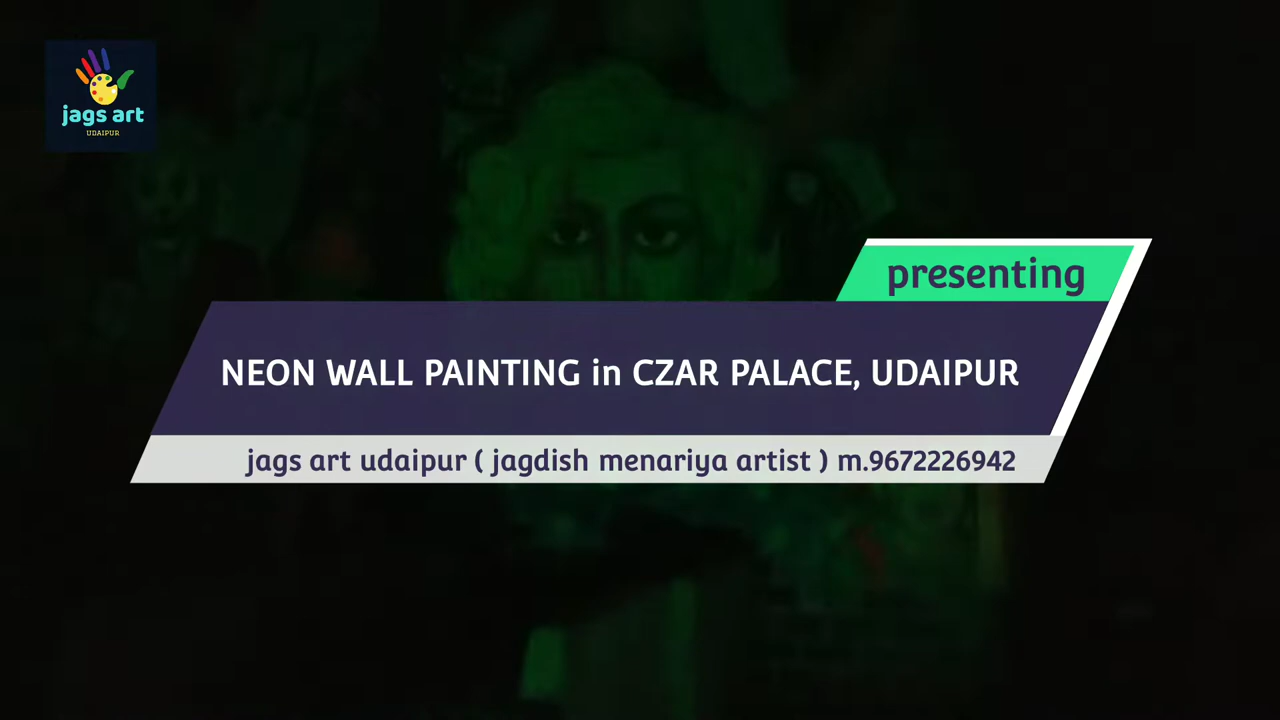 jags art
UDAIPUR
presenting
NEON WALL PAINTING in CZAR PALACE, UDAIPUR
jags art udaipur ( jagdish menariya artist ) m.9672226942